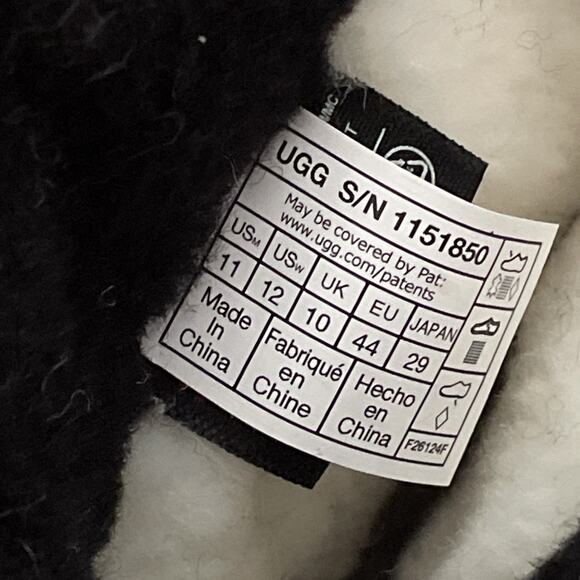 UGG S/N 1151850
May be covered by Pat:
www.ugg.com/patents
USM USW UK EU JAPAN
11 12 10 44 29
Made In China
Fabriqué en Chine
Hecho en China
F26124F
MMC
T